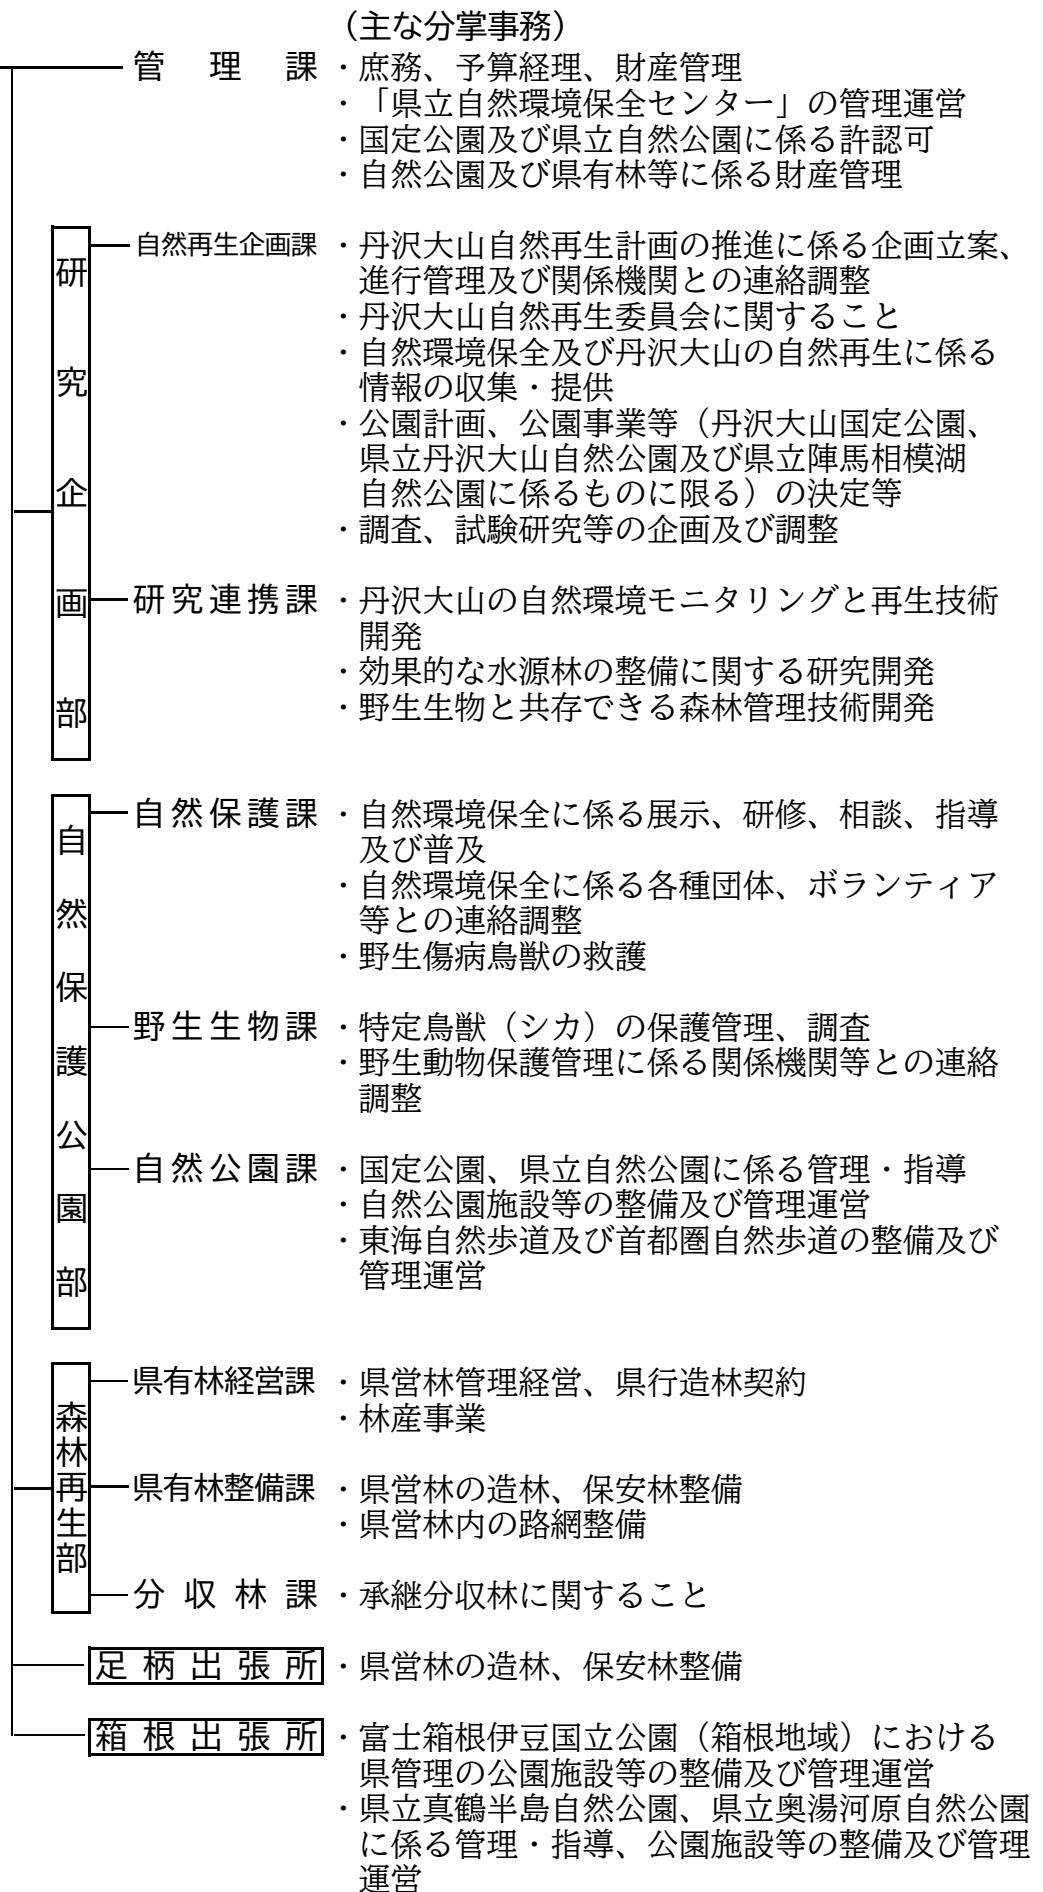 （主な分掌事務）
管理課 ・庶務、予算経理、財産管理
・「県立自然環境保全センター」の管理運営
・国定公園及び県立自然公園に係る許認可
・自然公園及び県有林等に係る財産管理
研究企画部
自然再生企画課 ・丹沢大山自然再生計画の推進に係る企画立案、
進行管理及び関係機関との連絡調整
・丹沢大山自然再生委員会に関すること
・自然環境保全及び丹沢大山の自然再生に係る
情報の収集・提供
・公園計画、公園事業等（丹沢大山国定公園、
県立丹沢大山自然公園及び県立陣馬相模湖
自然公園に係るものに限る）の決定等
・調査、試験研究等の企画及び調整
研究連携課 ・丹沢大山の自然環境モニタリングと再生技術
開発
・効果的な水源林の整備に関する研究開発
・野生生物と共存できる森林管理技術開発
自然保護公園部
自然保護課 ・自然環境保全に係る展示、研修、相談、指導
及び普及
・自然環境保全に係る各種団体、ボランティア
等との連絡調整
・野生傷病鳥獣の救護
野生生物課 ・特定鳥獣（シカ）の保護管理、調査
・野生動物保護管理に係る関係機関等との連絡
調整
自然公園課 ・国定公園、県立自然公園に係る管理・指導
・自然公園施設等の整備及び管理運営
・東海自然歩道及び首都圏自然歩道の整備及び
管理運営
森林再生部
県有林経営課 ・県営林管理経営、県行造林契約
・林産事業
県有林整備課 ・県営林の造林、保安林整備
・県営林内の路網整備
分収林課 ・承継分収林に関すること
足柄出張所 ・県営林の造林、保安林整備
箱根出張所 ・富士箱根伊豆国立公園（箱根地域）における
県管理の公園施設等の整備及び管理運営
・県立真鶴半島自然公園、県立奥湯河原自然公園
に係る管理・指導、公園施設等の整備及び管理
運営